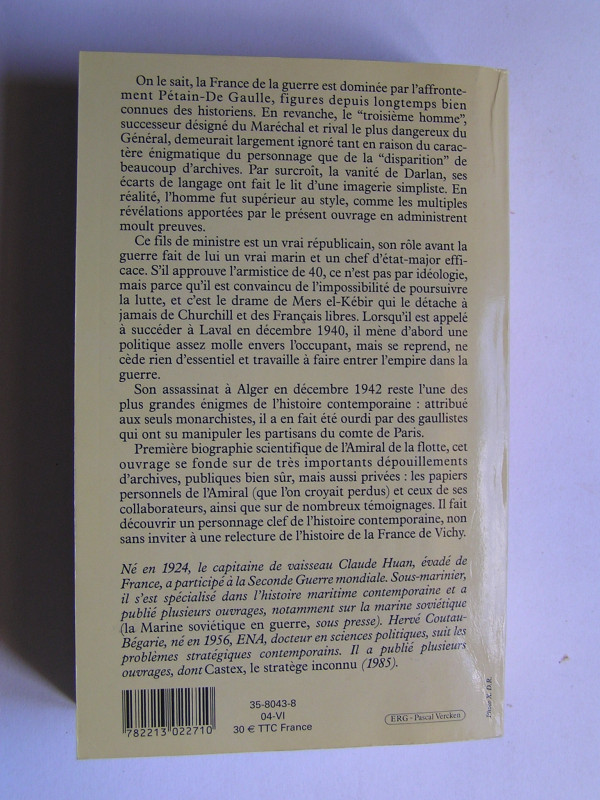 On le sait, la France de la guerre est dominée par l'affronte-
ment Pétain-De Gaulle, figures depuis longtemps bien
connues des historiens. En revanche, le “troisième homme”,
successeur désigné du Maréchal et rival le plus dangereux du
Général, demeurait largement ignoré tant en raison du carac-
tère énigmatique du personnage que de la “disparition” de
beaucoup d'archives. Par surcroît, la vanité de Darlan, ses
écarts de langage ont fait le lit d'une imagerie simpliste. En
réalité, l'homme fut supérieur au style, comme les multiples
révélations apportées par le présent ouvrage en administrent
moult preuves.
Ce fils de ministre est un vrai républicain, son rôle avant la
guerre fait de lui un vrai marin et un chef d'état-major effi-
cace. S'il approuve l'armistice de 40, ce n'est pas par idéologie,
mais parce qu'il est convaincu de l'impossibilité de poursuivre
la lutte, et c'est le drame de Mers el-Kébir qui le détache à
jamais de Churchill et des Français libres. Lorsqu'il est appelé
à succéder à Laval en décembre 1940, il mène d'abord une
politique assez molle envers l'occupant, mais se reprend, ne
cède rien d'essentiel et travaille à faire entrer l'empire dans la
guerre.
Son assassinat à Alger en décembre 1942 reste l'une des
plus grandes énigmes de l'histoire contemporaine : attribué
aux seuls monarchistes, il a en fait été ourdi par des gaullistes
qui ont su manipuler les partisans du comte de Paris.
Première biographie scientifique de l'Amiral de la flotte, cet
ouvrage se fonde sur de très importants dépouillements
d'archives, publiques bien sûr, mais aussi privées : les papiers
personnels de l'Amiral (que l'on croyait perdus) et ceux de ses
collaborateurs, ainsi que sur de nombreux témoignages. Il fait
découvrir un personnage clef de l'histoire contemporaine, non
sans inviter à une relecture de l'histoire de la France de Vichy.
Né en 1924, le capitaine de vaisseau Claude Huan, évadé de
France, a participé à la Seconde Guerre mondiale. Sous-marinier,
il s'est spécialisé dans l'histoire maritime contemporaine et a
publié plusieurs ouvrages, notamment sur la marine soviétique
(la Marine soviétique en guerre, sous presse). Hervé Coutau-
Bégarie, né en 1956, ENA, docteur en sciences politiques, suit les
problèmes stratégiques contemporains. Il a publié plusieurs
ouvrages, dont Castex, le stratège inconnu (1985).
35-8043-8
04-VI
30 € TTC France
782213 022710
ERG - Pascal Vercken
Photo X. D.R.